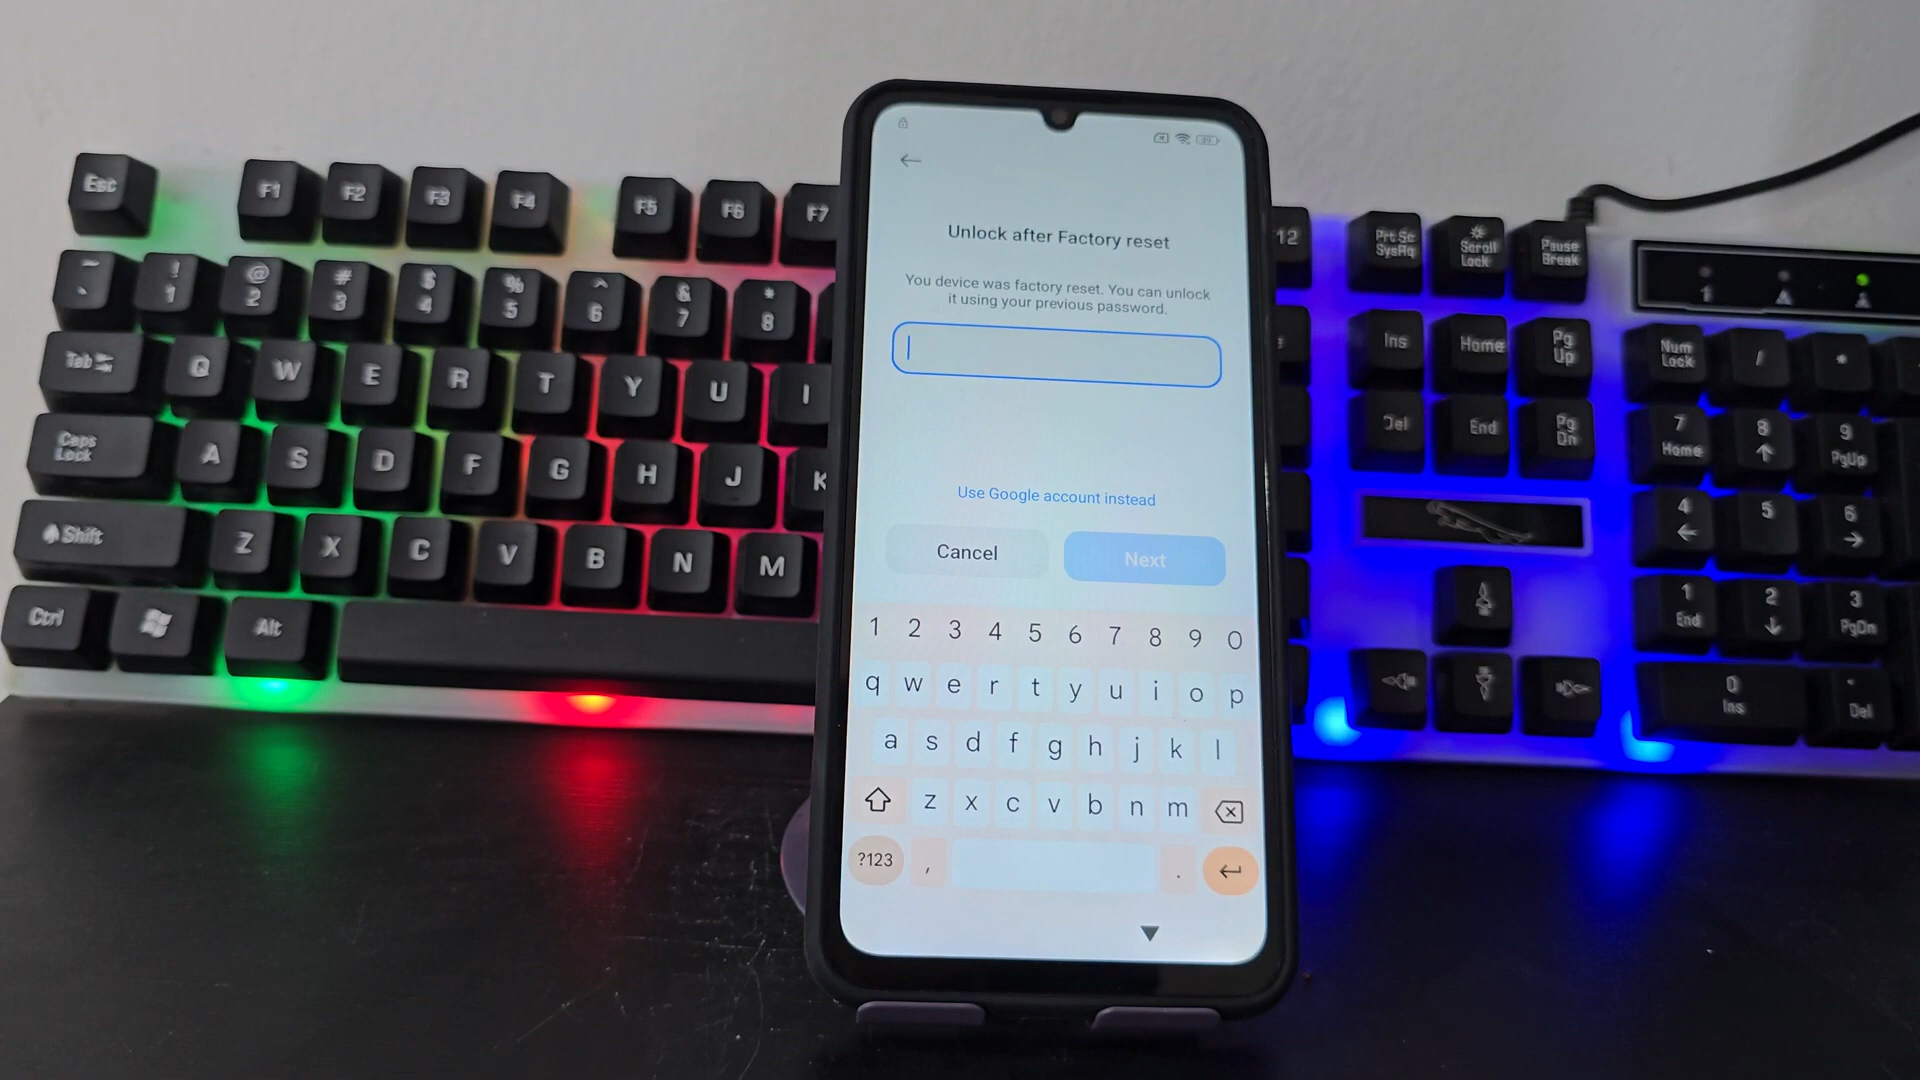 Esc F1 F2 F3 F4 F5 F6 F7 12 Prt Sc SysRq Scroll Lock Pause Break
~ ` ! 1 @ 2 # 3 $ 4 % 5 ^ 6 & 7 * 8 Ins Home Pg Up Num Lock / *
Tab Q W E R T Y U I Del End Pg Dn 7 Home 8 9 PgUp
Caps Lock A S D F G H J K 4 5 6
Shift Z X C V B N M 1 End 2 3 PgDn
Ctrl Alt 0 Ins . Del
1 A
Unlock after Factory reset
You device was factory reset. You can unlock
it using your previous password.
Use Google account instead
Cancel Next
1 2 3 4 5 6 7 8 9 0
q w e r t y u i o p
a s d f g h j k l
z x c v b n m
?123 , .